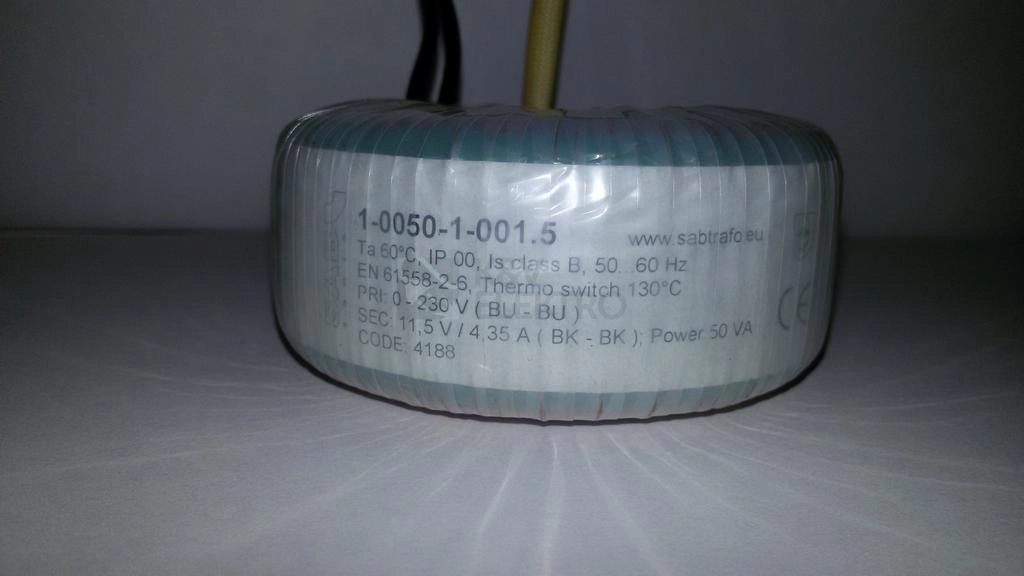 1-0050-1-001.5
www.sabtrafo.eu
Ta 60°C, IP 00, Is class B, 50...60 Hz
EN 61558-2-6, Thermo switch 130°C
PRI: 0 - 230 V ( BU - BU )
SEC: 11,5 V / 4,35 A ( BK - BK ); Power 50 VA
CODE: 4188
CE